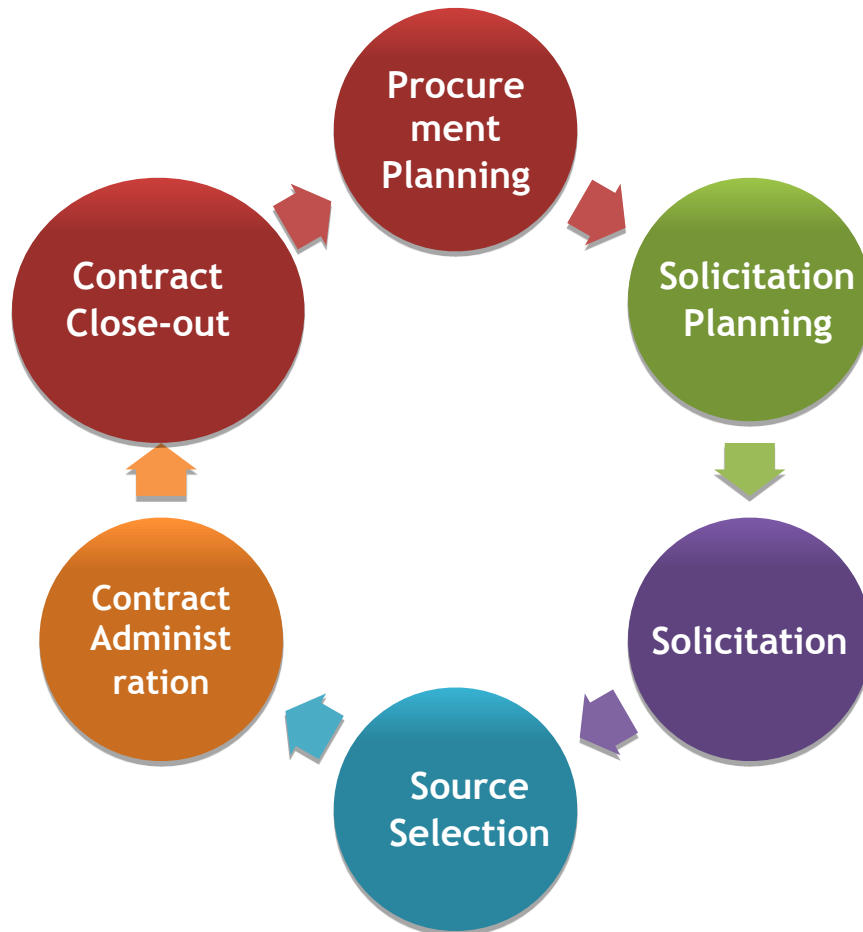 Procure
ment
Planning
Solicitation
Planning
Solicitation
Source
Selection
Contract
Administ
ration
Contract
Close-out